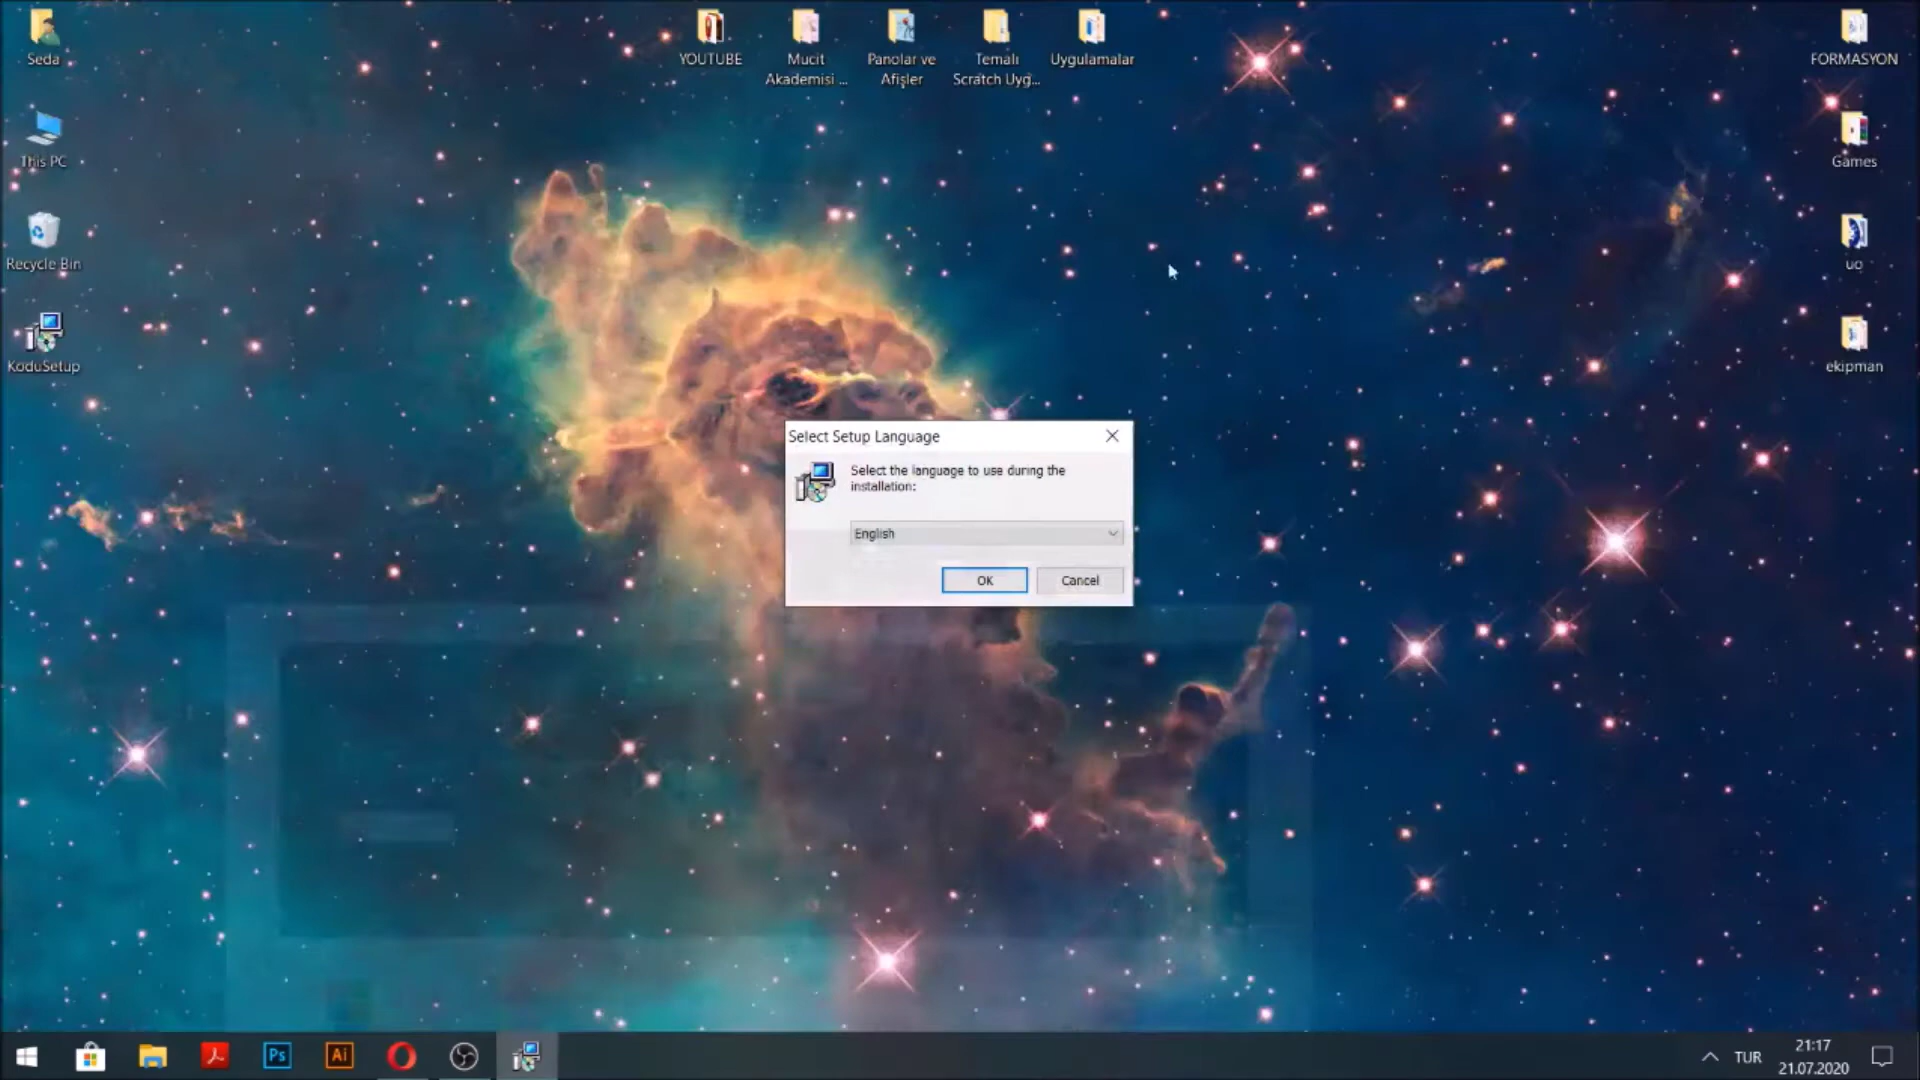 Seda
YOUTUBE
Mucit
Akademisi ...
Panolar ve
Afişler
Temalı
Scratch Uyg...
Uygulamalar
FORMASYON
This PC
Games
Recycle Bin
uo
KoduSetup
ekipman
Select Setup Language
Select the language to use during the
installation:
English
OK
Cancel
Ps
Ai
TUR
21:17
21.07.2020